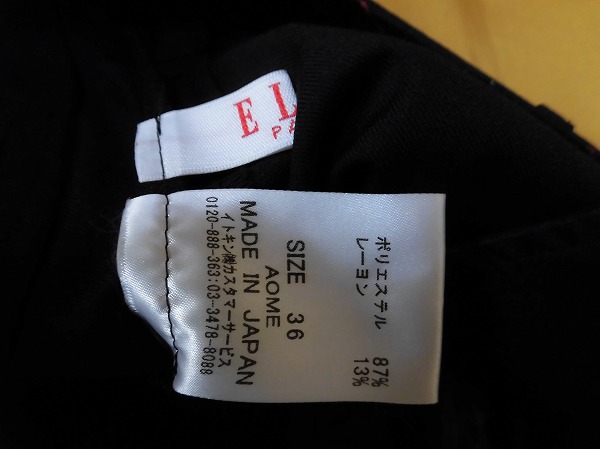 E L
P
ポリエステル 87%
レーヨン 13%
SIZE 36
AOME
MADE IN JAPAN
イトキン㈱カスタマーサービス
0120-888-363:03-3478-8088